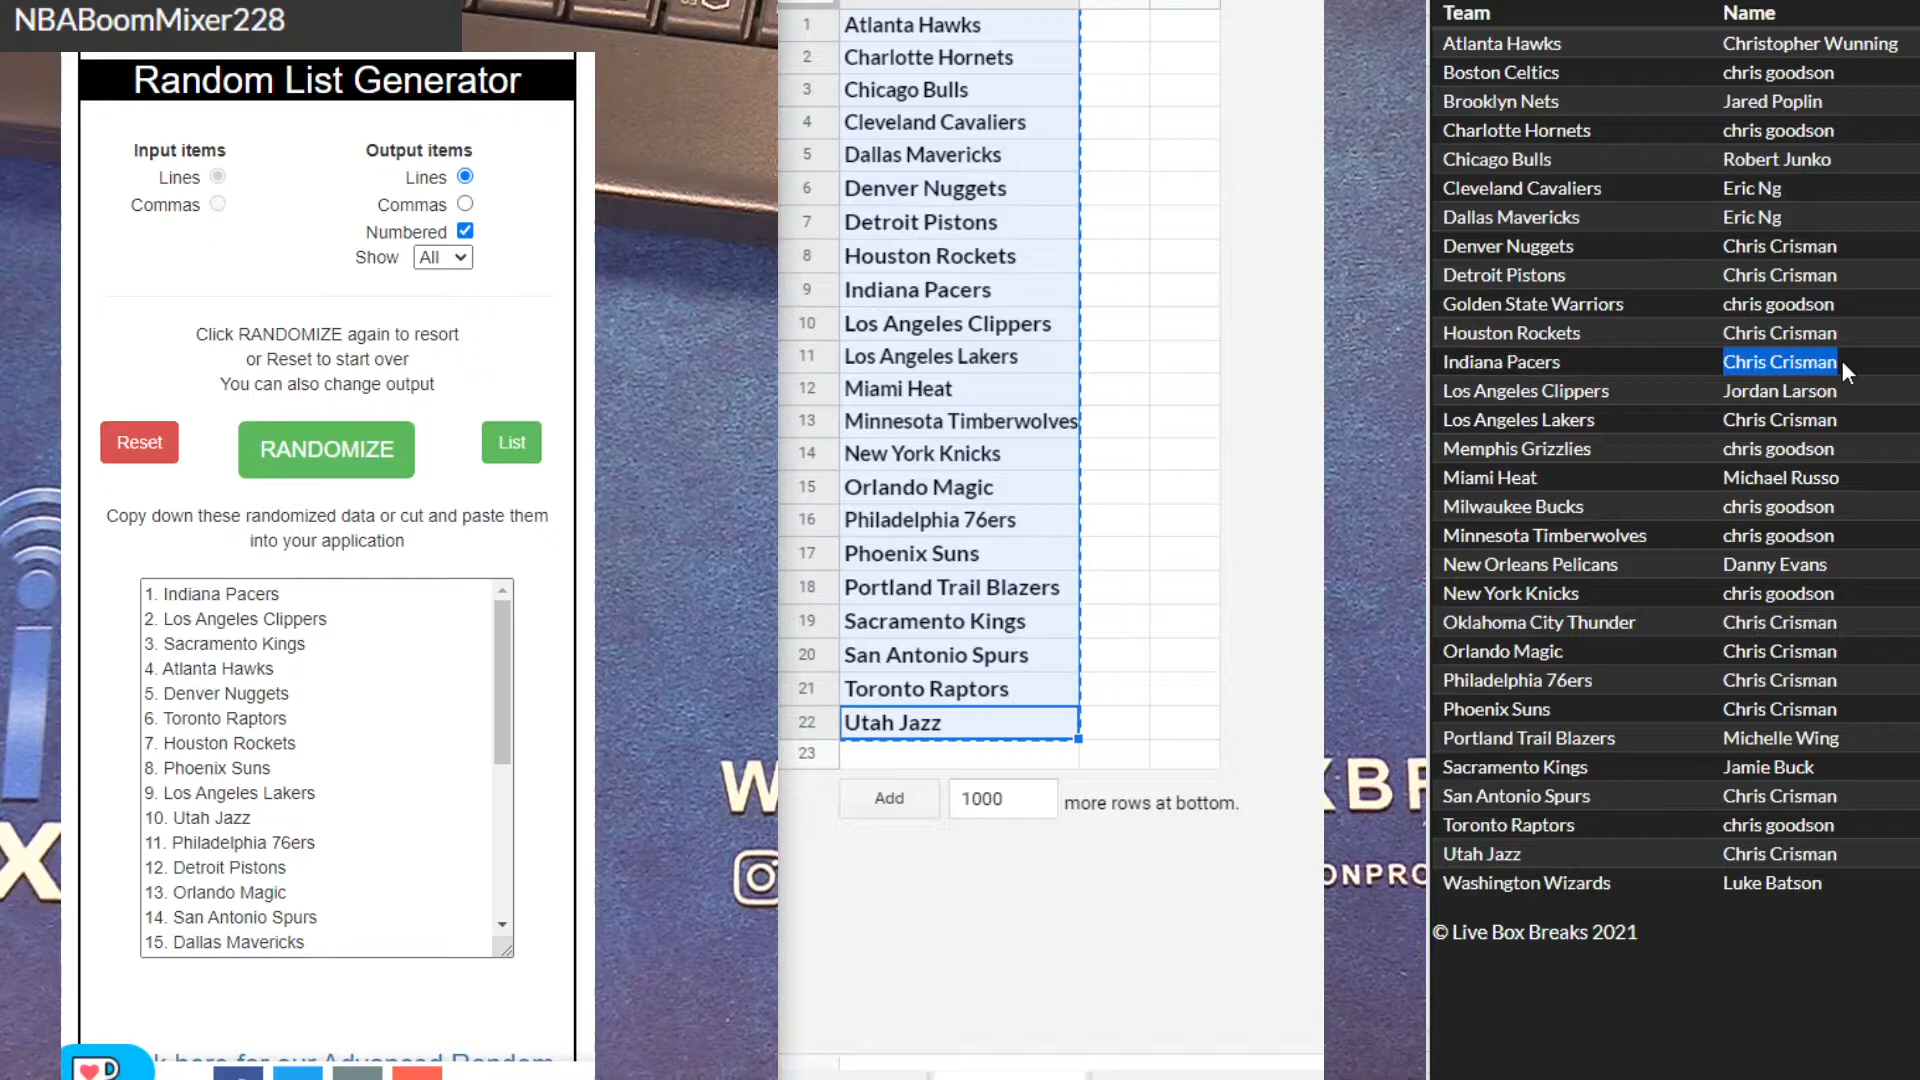 NBABoomMixer228
Random List Generator
Input items
Output items
Lines
Lines
Commas
Commas
Numbered
Show
All
Click RANDOMIZE again to resort
or Reset to start over
You can also change output
Reset
RANDOMIZE
List
Copy down these randomized data or cut and paste them
into your application
1. Indiana Pacers
2. Los Angeles Clippers
3. Sacramento Kings
4. Atlanta Hawks
5. Denver Nuggets
6. Toronto Raptors
7. Houston Rockets
8. Phoenix Suns
9. Los Angeles Lakers
10. Utah Jazz
11. Philadelphia 76ers
12. Detroit Pistons
13. Orlando Magic
14. San Antonio Spurs
15. Dallas Mavericks
here for our Advanced Random
1 Atlanta Hawks
2 Charlotte Hornets
3 Chicago Bulls
4 Cleveland Cavaliers
5 Dallas Mavericks
6 Denver Nuggets
7 Detroit Pistons
8 Houston Rockets
9 Indiana Pacers
10 Los Angeles Clippers
11 Los Angeles Lakers
12 Miami Heat
13 Minnesota Timberwolves
14 New York Knicks
15 Orlando Magic
16 Philadelphia 76ers
17 Phoenix Suns
18 Portland Trail Blazers
19 Sacramento Kings
20 San Antonio Spurs
21 Toronto Raptors
22 Utah Jazz
23
Add 1000 more rows at bottom.
Team Name
Atlanta Hawks Christopher Wunning
Boston Celtics chris goodson
Brooklyn Nets Jared Poplin
Charlotte Hornets chris goodson
Chicago Bulls Robert Junko
Cleveland Cavaliers Eric Ng
Dallas Mavericks Eric Ng
Denver Nuggets Chris Crisman
Detroit Pistons Chris Crisman
Golden State Warriors chris goodson
Houston Rockets Chris Crisman
Indiana Pacers Chris Crisman
Los Angeles Clippers Jordan Larson
Los Angeles Lakers Chris Crisman
Memphis Grizzlies chris goodson
Miami Heat Michael Russo
Milwaukee Bucks chris goodson
Minnesota Timberwolves chris goodson
New Orleans Pelicans Danny Evans
New York Knicks chris goodson
Oklahoma City Thunder Chris Crisman
Orlando Magic Chris Crisman
Philadelphia 76ers Chris Crisman
Phoenix Suns Chris Crisman
Portland Trail Blazers Michelle Wing
Sacramento Kings Jamie Buck
San Antonio Spurs Chris Crisman
Toronto Raptors chris goodson
Utah Jazz Chris Crisman
Washington Wizards Luke Batson
© Live Box Breaks 2021